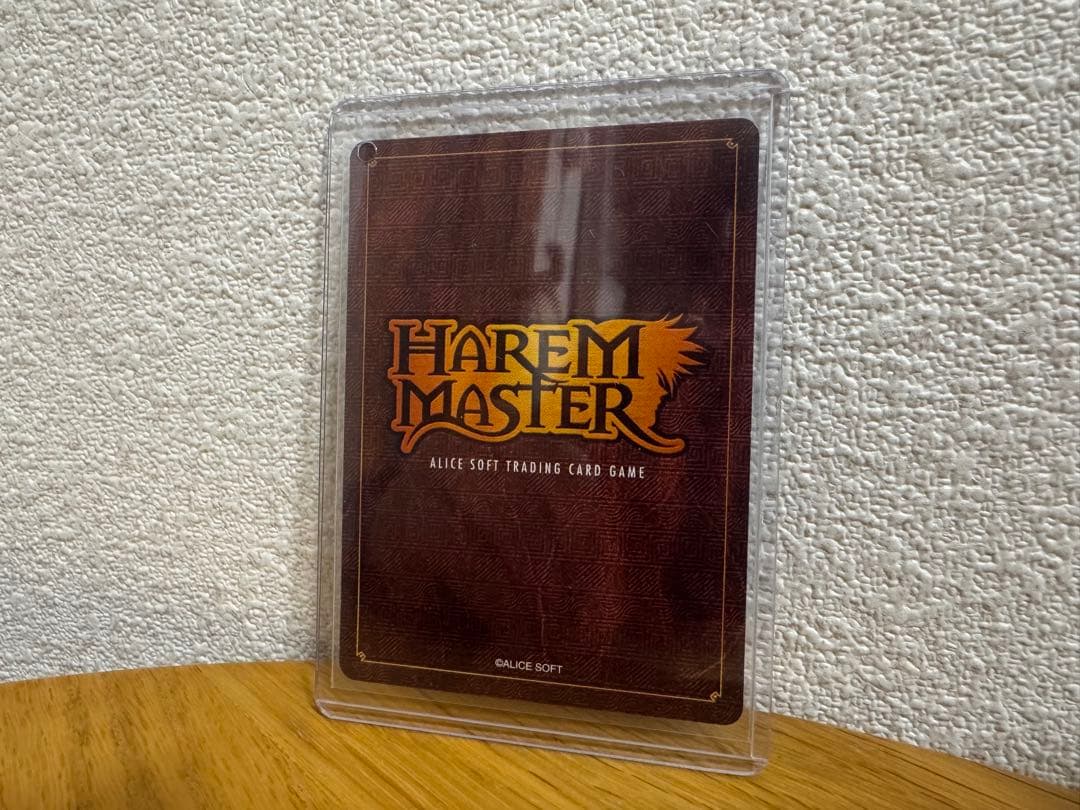 HAREM
MASTER
ALICE SOFT TRADING CARD GAME
©ALICE SOFT